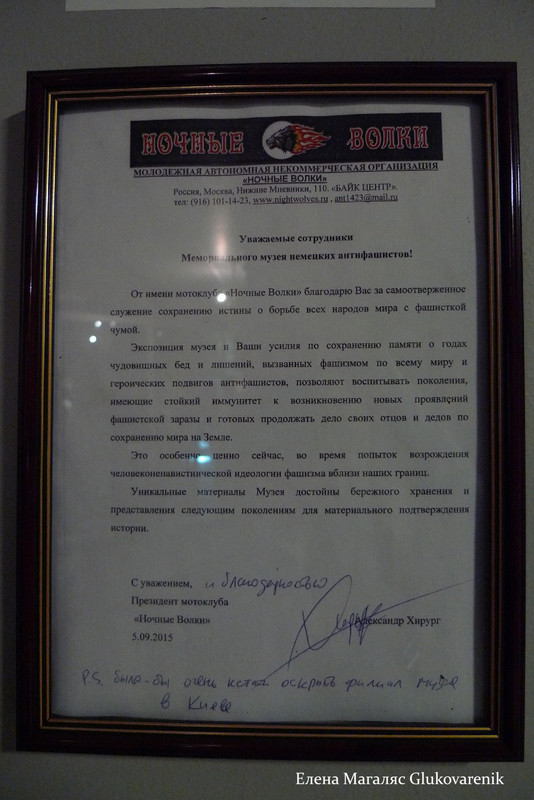 НОЧНЫЕ ВОЛКИ
МОЛОДЕЖНАЯ АВТОНОМНАЯ НЕКОММЕРЧЕСКАЯ ОРГАНИЗАЦИЯ
«НОЧНЫЕ ВОЛКИ»
Россия, Москва, Нижние Мневники, 110. «БАЙК ЦЕНТР».
тел: (916) 101-14-23, www.nightwolves.ru , ant1423@mail.ru
Уважаемые сотрудники
Мемориального музея немецких антифашистов!
От имени мотоклуба «Ночные Волки» благодарю Вас за самоотверженное
служение сохранению истины о борьбе всех народов мира с фашисткой
чумой.
Экспозиция музея и Ваши усилия по сохранению памяти о годах
чудовищных бед и лишений, вызванных фашизмом по всему миру и
героических подвигов антифашистов, позволяют воспитывать поколения,
имеющие стойкий иммунитет к возникновению новых проявлений
фашистской заразы и готовых продолжать дело своих отцов и дедов по
сохранению мира на Земле.
Это особенно ценно сейчас, во время попыток возрождения
человеконенавистнической идеологии фашизма вблизи наших границ.
Уникальные материалы Музея достойны бережного хранения и
представления следующим поколениям для материального подтверждения
истории.
С уважением, и благодарностью
Президент мотоклуба
«Ночные Волки» Александр Хирург
5.09.2015
P.S. было-бы очень кстати открыть филиал музея
в Киеве
Елена Магаляс Glukovarenik